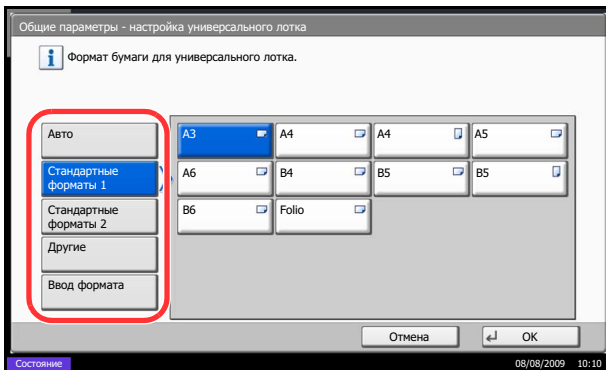 Общие параметры - настройка универсального лотка
Формат бумаги для универсального лотка.
Авто
Стандартные
форматы 1
Стандартные
форматы 2
Другие
Ввод формата
A3
A4
A4
A5
A6
B4
B5
B5
B6
Folio
Отмена
OK
Состояние
08/08/2009 10:10